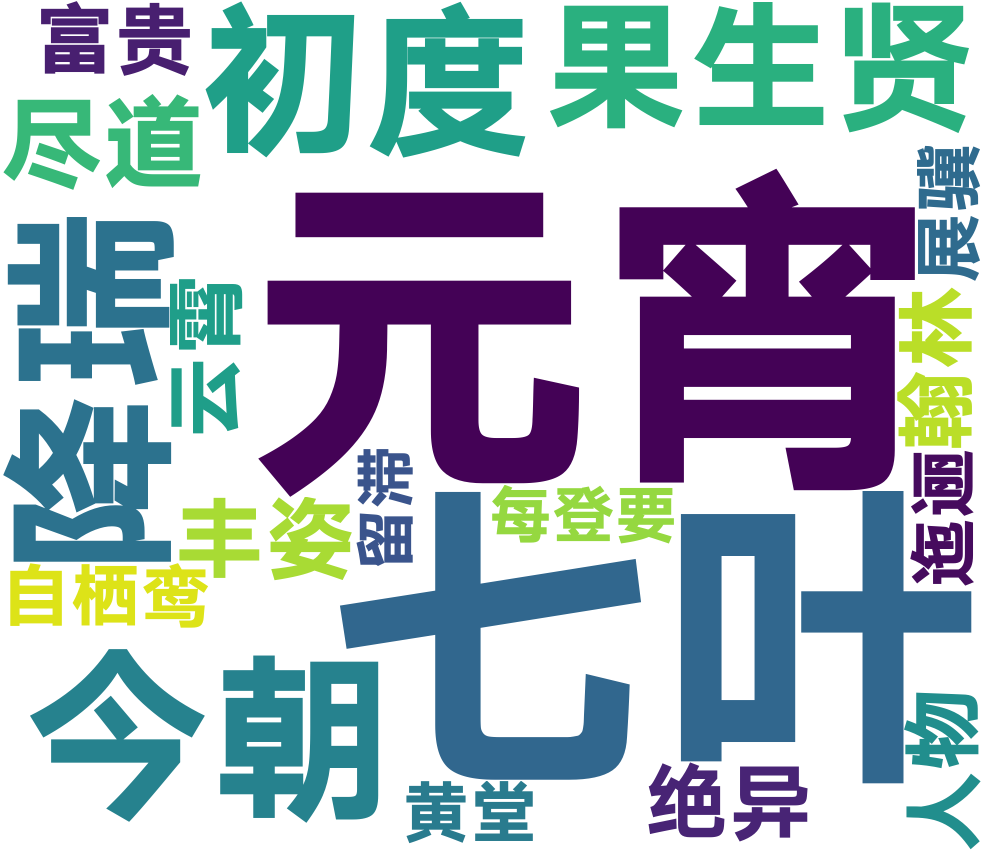 富贵
初度
果生贤
尽道
元宵
展骥
降瑞
云霄
翰林
迤逦
留滞
丰姿
每登要
七叶
自栖鸾
今朝
人物
绝异
黄堂